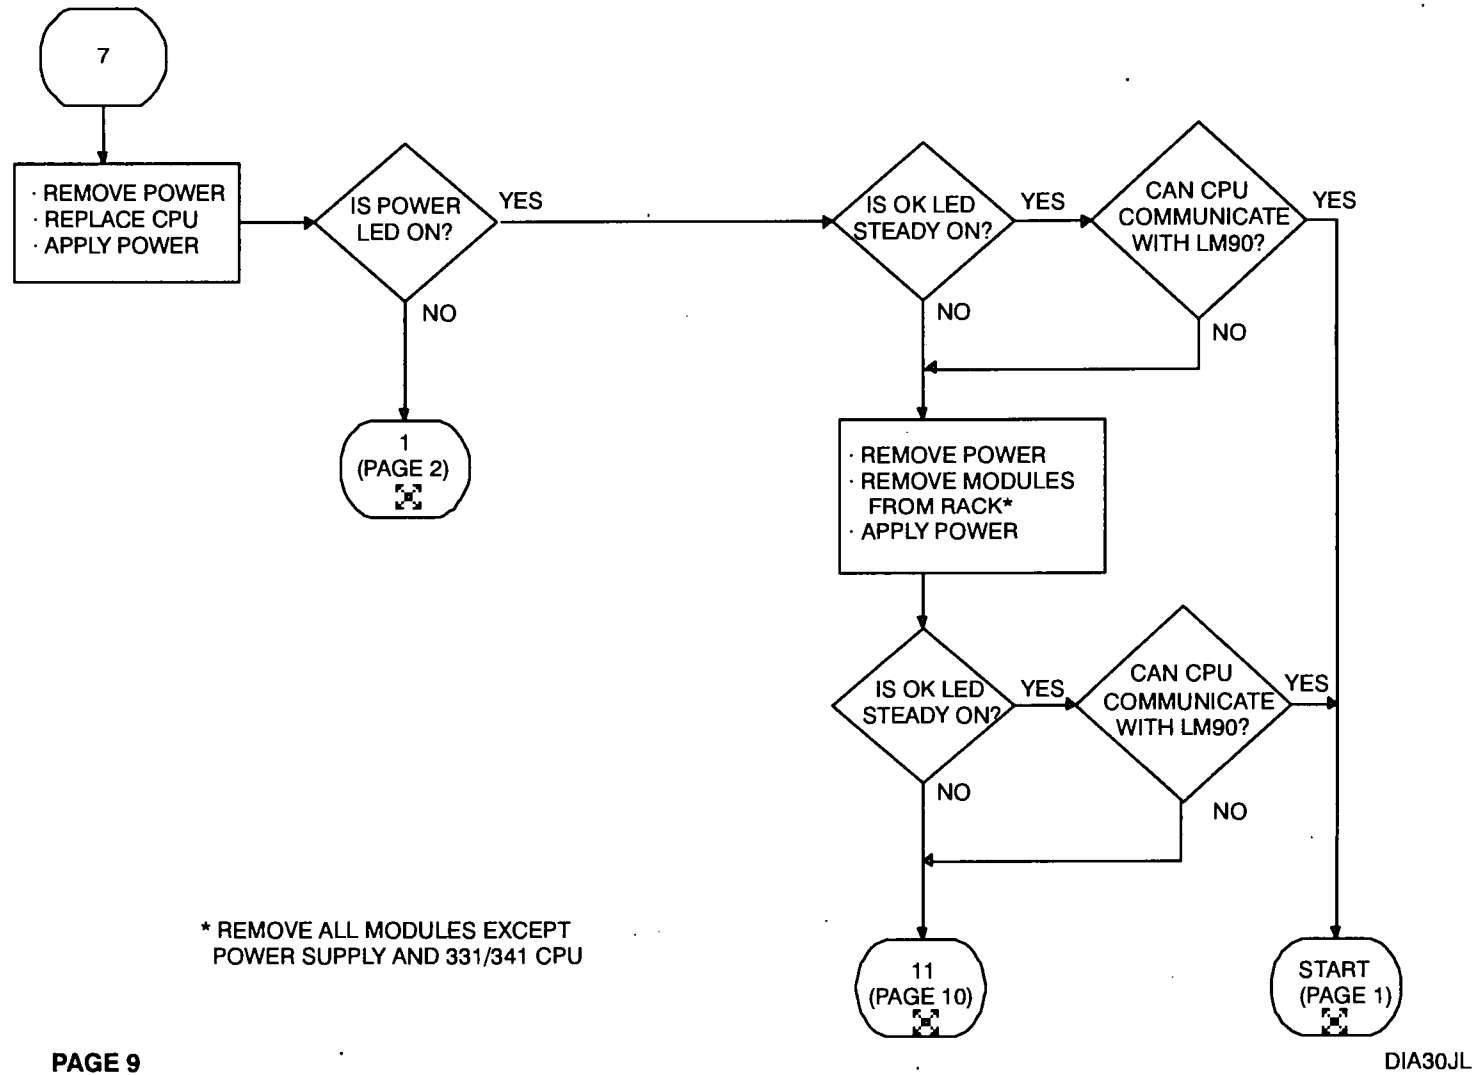 7
· REMOVE POWER
· REPLACE CPU
· APPLY POWER
IS POWER
LED ON?
YES
NO
1
(PAGE 2)
IS OK LED
STEADY ON?
YES
NO
CAN CPU
COMMUNICATE
WITH LM90?
YES
NO
· REMOVE POWER
· REMOVE MODULES
FROM RACK*
· APPLY POWER
IS OK LED
STEADY ON?
YES
NO
CAN CPU
COMMUNICATE
WITH LM90?
YES
NO
* REMOVE ALL MODULES EXCEPT
POWER SUPPLY AND 331/341 CPU
11
(PAGE 10)
START
(PAGE 1)
PAGE 9
DIA30JL